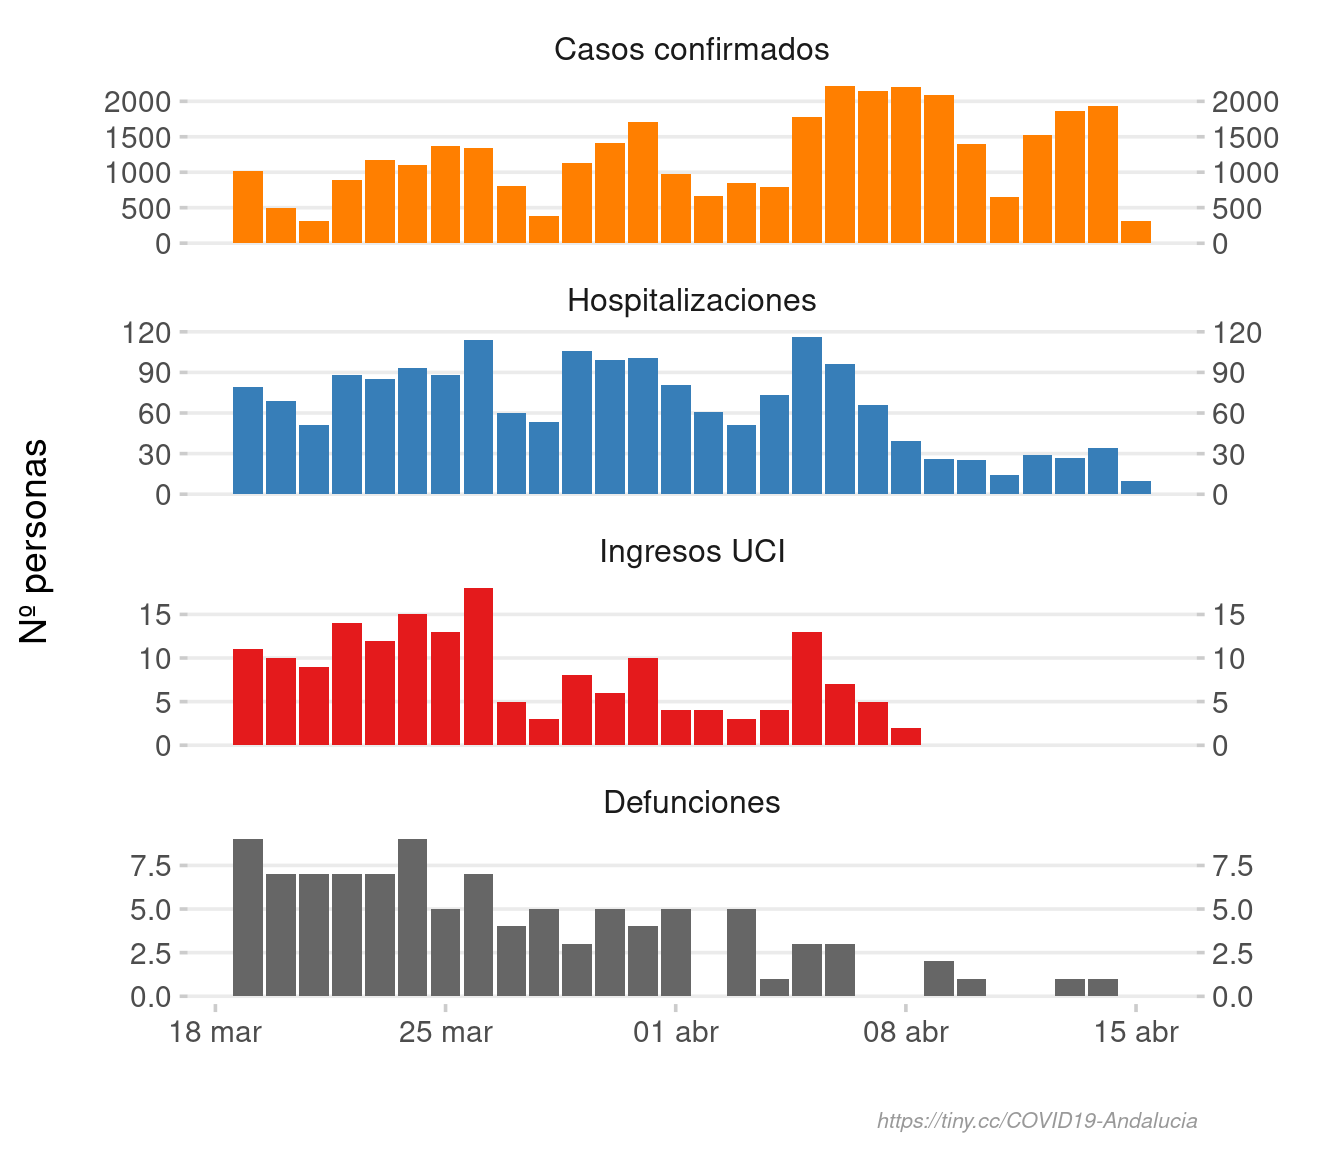 Casos confirmados
2000 2000
1500 1500
1000 1000
500 500
0 0
Hospitalizaciones
120 120
90 90
60 60
30 30
0 0
Nº personas
Ingresos UCI
15 15
10 10
5 5
0 0
Defunciones
7.5 7.5
5.0 5.0
2.5 2.5
0.0 0.0
18 mar 25 mar 01 abr 08 abr 15 abr
https://tiny.cc/COVID19-Andalucia